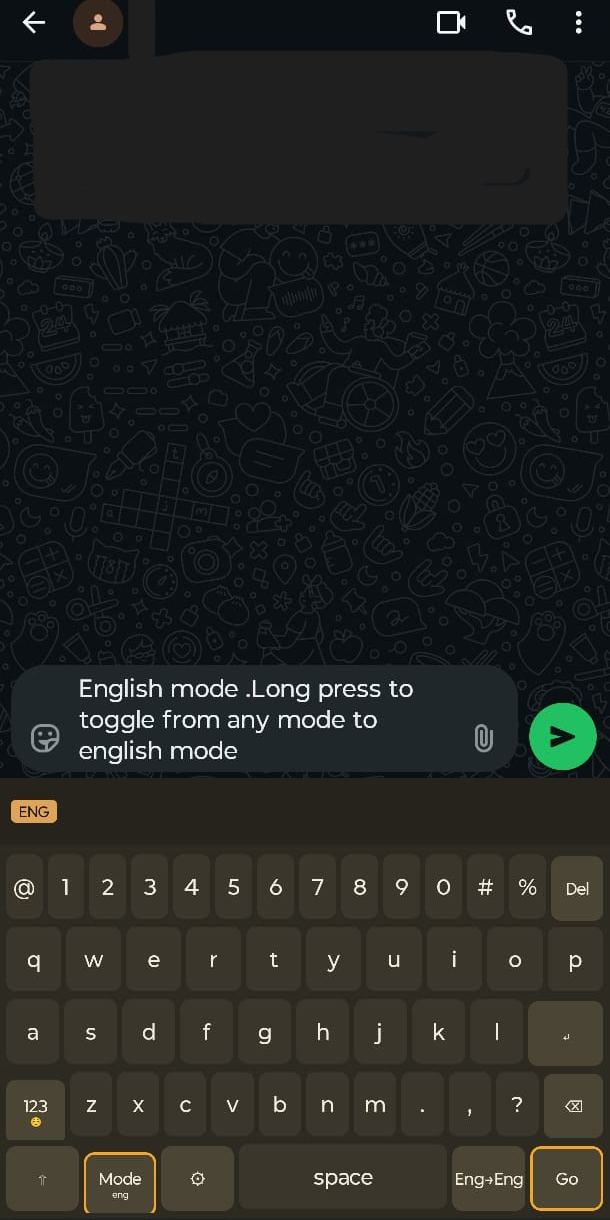 English mode .Long press to
toggle from any mode to
english mode
ENG
@ 1 2 3 4 5 6 7 8 9 0 # % Del
q w e r t y u i o p
a s d f g h j k l ↵
123 z x c v b n m . , ? ⌫
⇧ Mode space Eng→Eng Go
eng